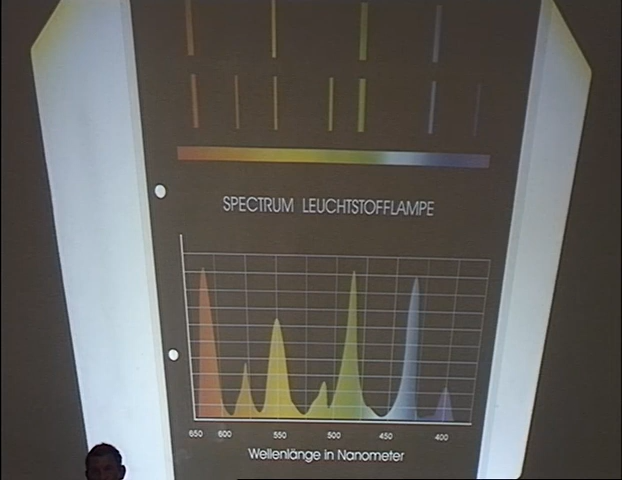 SPECTRUM LEUCHTSTOFFLAMPE
650 600 550 500 450 400
Wellenlänge in Nanometer